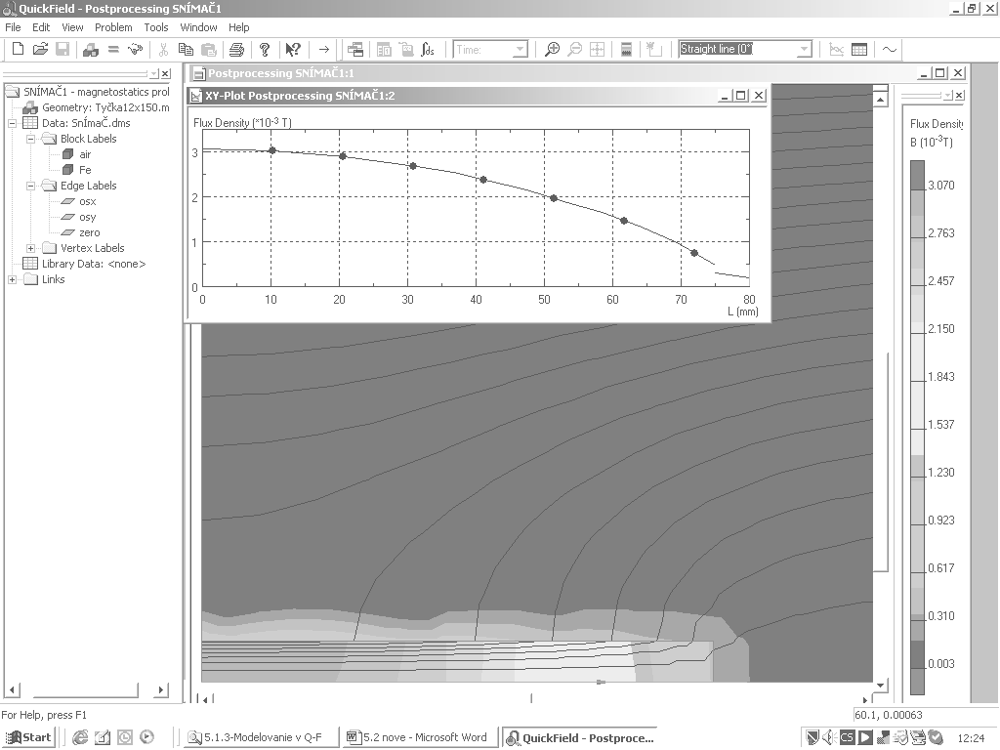 QuickField - Postprocessing SNÍMAČ1
File Edit View Problem Tools Window Help
Time:
Straight line (0°)
SNÍMAČ1 - magnetostatics prol
Geometry: Tyčka12x150.m
Data: SnímaČ.dms
Block Labels
air
Fe
Edge Labels
osx
osy
zero
Vertex Labels
Library Data: <none>
Links
Postprocessing SNÍMAČ1:1
XY-Plot Postprocessing SNÍMAČ1:2
Flux Density (*10-3 T)
3
2
1
0
0 10 20 30 40 50 60 70 80
L (mm)
Flux Density
B (10-3T)
3.070
2.763
2.457
2.150
1.843
1.537
1.230
0.923
0.617
0.310
0.003
For Help, press F1
60.1, 0.00063
Start
5.1.3-Modelovanie v Q-F
5.2 nove - Microsoft Word
QuickField - Postproce...
CS
12:24